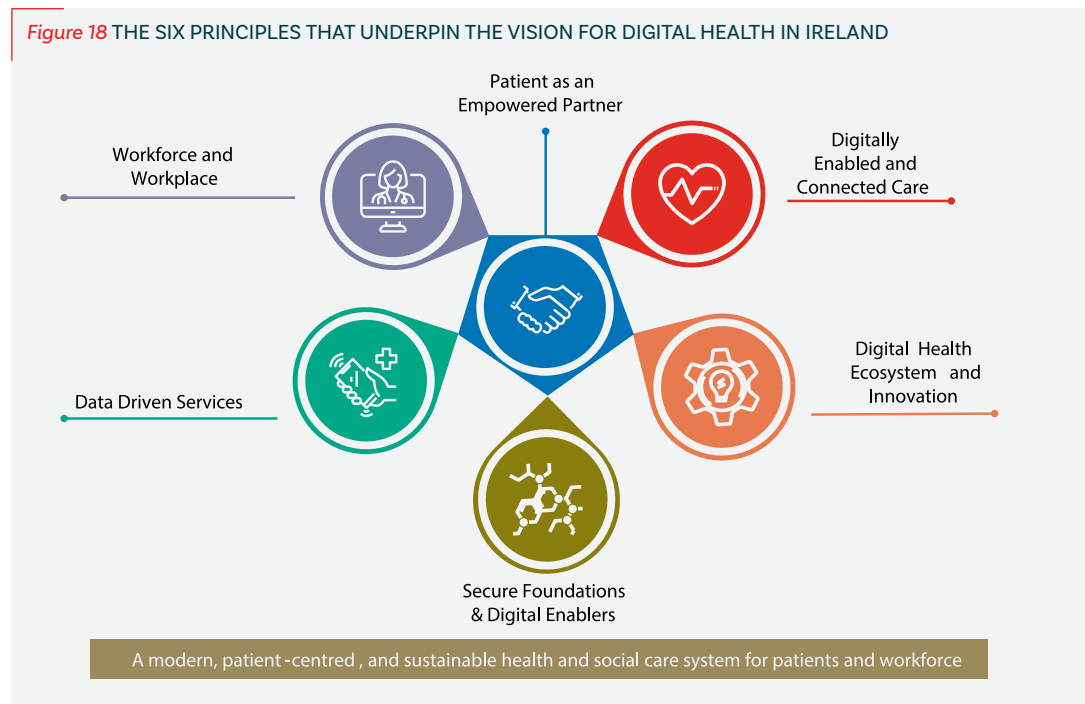 Figure 18 THE SIX PRINCIPLES THAT UNDERPIN THE VISION FOR DIGITAL HEALTH IN IRELAND
Patient as an
Empowered Partner
Workforce and
Workplace
Digitally
Enabled and
Connected Care
Data Driven Services
Digital Health
Ecosystem and
Innovation
Secure Foundations
& Digital Enablers
A modern, patient-centred, and sustainable health and social care system for patients and workforce